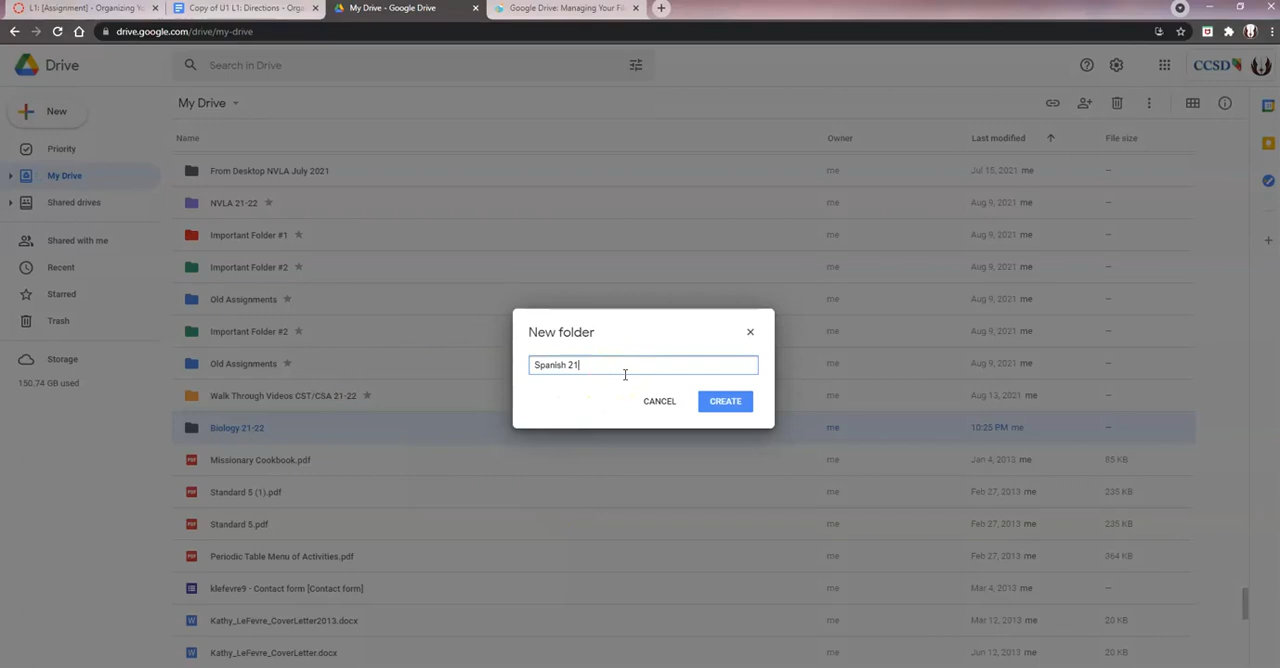 L1: [Assignment] - Organizing Yo
Copy of U1 L1: Directions - Orga
My Drive - Google Drive
Google Drive: Managing Your Fil
drive.google.com/drive/my-drive
Drive
Search in Drive
CCSD
New
My Drive
Priority
My Drive
Shared drives
Shared with me
Recent
Starred
Trash
Storage
150.74 GB used
Name Owner Last modified File size
From Desktop NVLA July 2021 me Jul 15, 2021 me –
NVLA 21-22 me Aug 9, 2021 me –
Important Folder #1 me Aug 9, 2021 me –
Important Folder #2 me Aug 9, 2021 me –
Old Assignments me Aug 9, 2021 me –
Important Folder #2 me Aug 9, 2021 me –
Old Assignments me Aug 9, 2021 me –
Walk Through Videos CST/CSA 21-22 me Aug 13, 2021 me –
Biology 21-22 me 10:25 PM me –
Missionary Cookbook.pdf me Jan 4, 2013 me 85 KB
Standard 5 (1).pdf me Feb 27, 2013 me 235 KB
Standard 5.pdf me Feb 27, 2013 me 235 KB
Periodic Table Menu of Activities.pdf me Feb 27, 2013 me 364 KB
klefevre9 - Contact form [Contact form] me Mar 4, 2013 me –
Kathy_LeFevre_CoverLetter2013.docx me Mar 12, 2013 me 20 KB
Kathy_LeFevre_CoverLetter.docx me Mar 12, 2013 me 20 KB
New folder
Spanish 21
CANCEL
CREATE